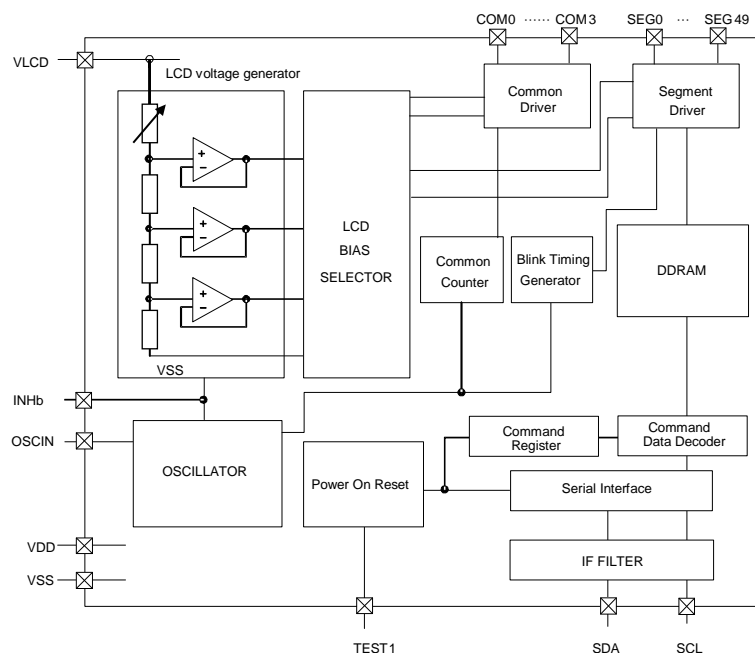 COM0 ······ COM3 SEG0 ··· SEG49
VLCD
LCD voltage generator
Common
Driver
Segment
Driver
+
−
+
−
+
−
LCD
BIAS
SELECTOR
Common
Counter
Blink Timing
Generator
DDRAM
VSS
INHb
OSCIN
OSCILLATOR
Power On Reset
Command
Register
Command
Data Decoder
Serial Interface
IF FILTER
VDD
VSS
TEST1 SDA SCL